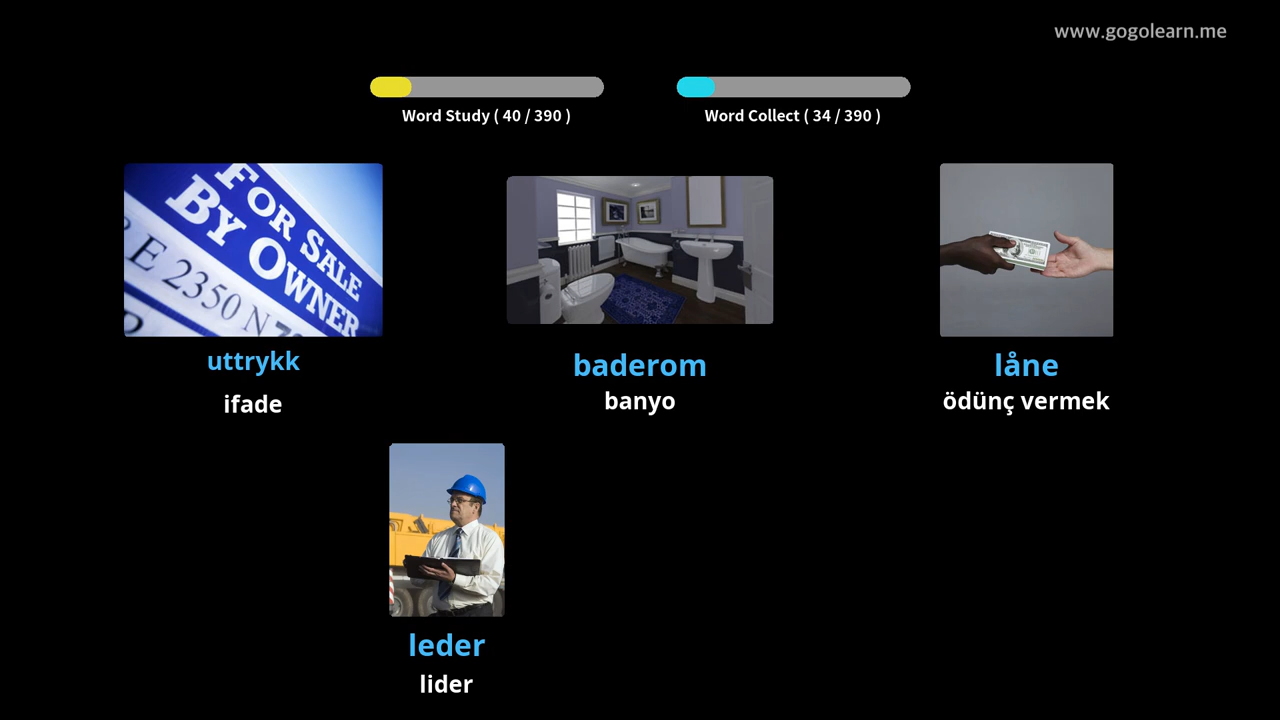 www.gogolearn.me
Word Study ( 40 / 390 )
Word Collect ( 34 / 390 )
FOR SALE
BY OWNER
E 2350 N
uttrykk
ifade
baderom
banyo
låne
ödünç vermek
leder
lider